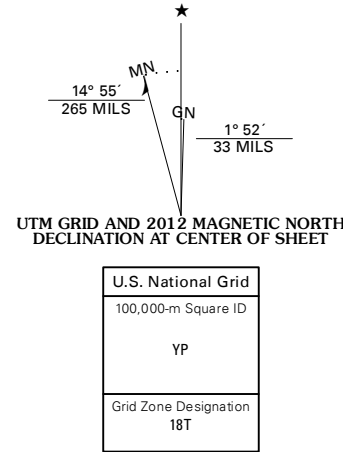 MN
14° 55´
265 MILS
GN
1° 52´
33 MILS
UTM GRID AND 2012 MAGNETIC NORTH
DECLINATION AT CENTER OF SHEET
U.S. National Grid
100,000-m Square ID
YP
Grid Zone Designation
18T